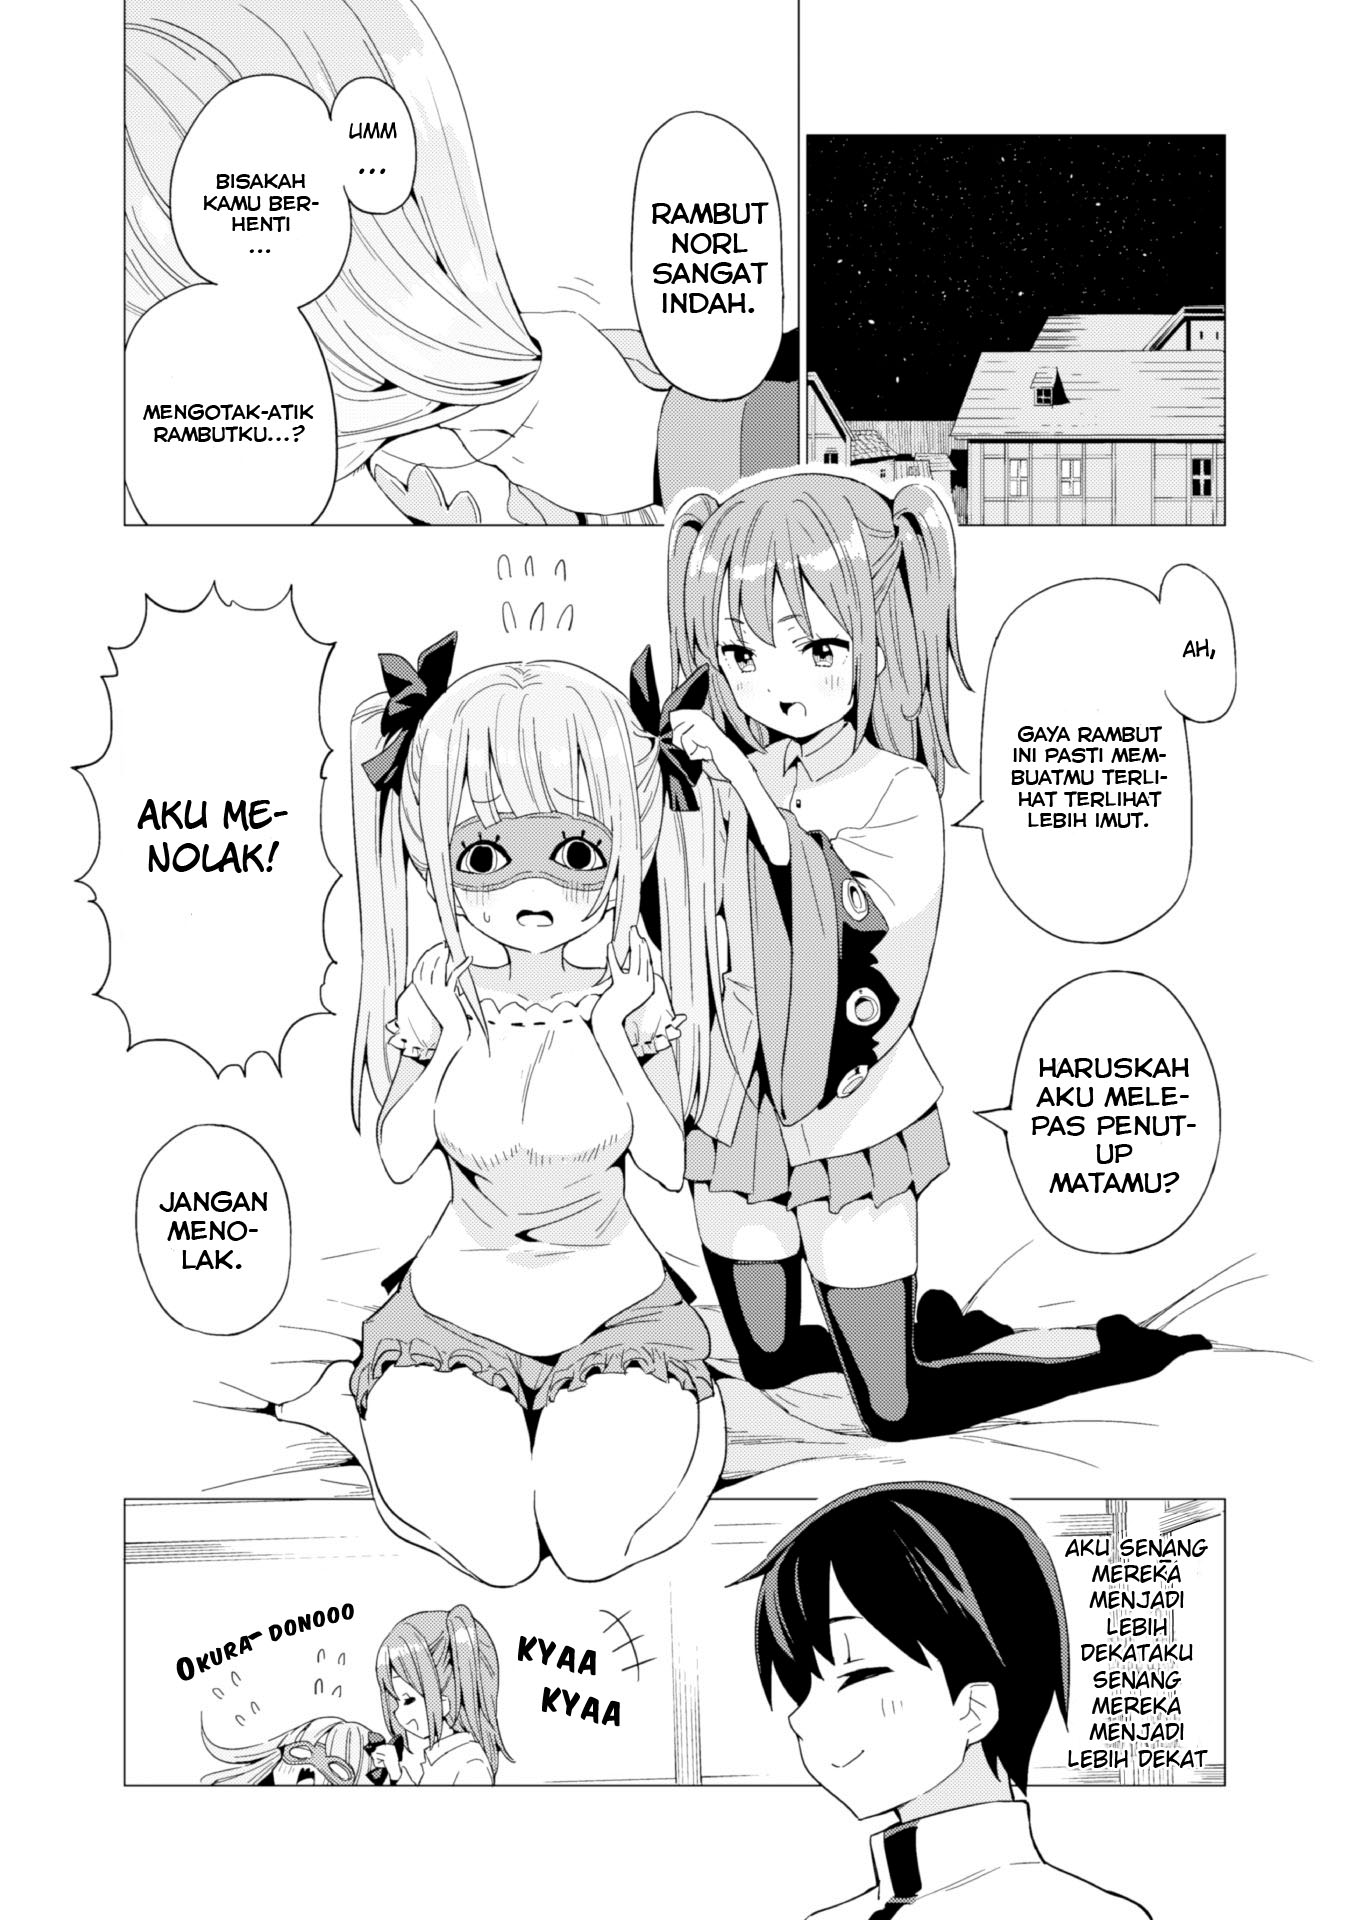 RAMBUT
NORL
SANGAT
INDAH.
UMM
...
BISAKAH
KAMU BER-
HENTI
...
MENGOTAK-ATIK
RAMBUTKU...?
AH,
GAYA RAMBUT
INI PASTI MEM-
BUATMU TERLI-
HAT TERLIHAT
LEBIH IMUT.
HARUSKAH
AKU MELE-
PAS PENUT-
UP
MATAMU?
AKU ME-
NOLAK!
JANGAN
MENO-
LAK.
AKU SENANG
MEREKA
MENJADI
LEBIH
DEKATAKU
SENANG
MEREKA
MENJADI
LEBIH DEKAT
KYAA
KYAA
OKURA-DONOOO